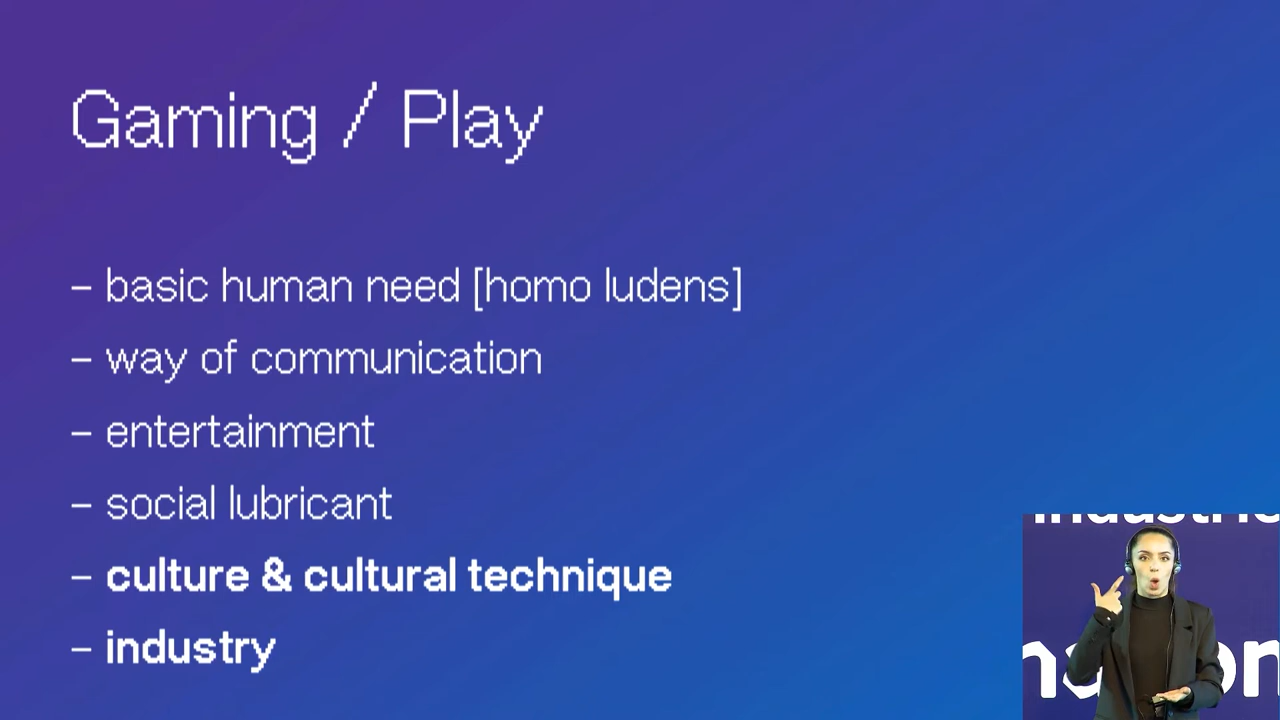 Gaming / Play
– basic human need [homo ludens]
– way of communication
– entertainment
– social lubricant
– culture & cultural technique
– industry